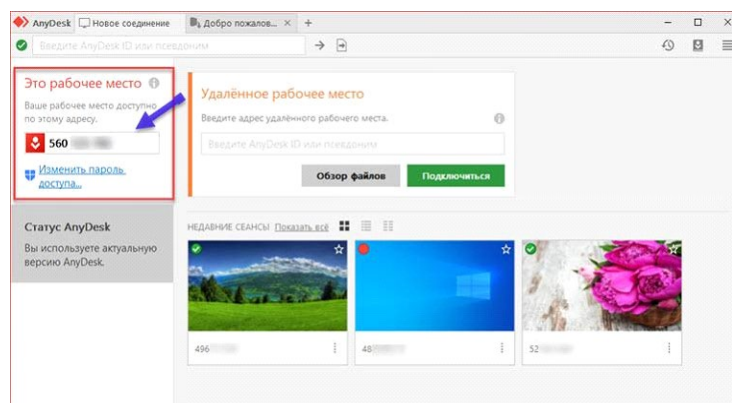 AnyDesk Новое соединение Добро пожалов... × +
Введите AnyDesk ID или псевдоним
Это рабочее место
Ваше рабочее место доступно
по этому адресу.
560
Изменить пароль
доступа...
Статус AnyDesk
Вы используете актуальную
версию AnyDesk.
Удалённое рабочее место
Введите адрес удалённого рабочего места.
Введите AnyDesk ID или псевдоним
Обзор файлов Подключиться
НЕДАВНИЕ СЕАНСЫ Показать всё
496
48
52